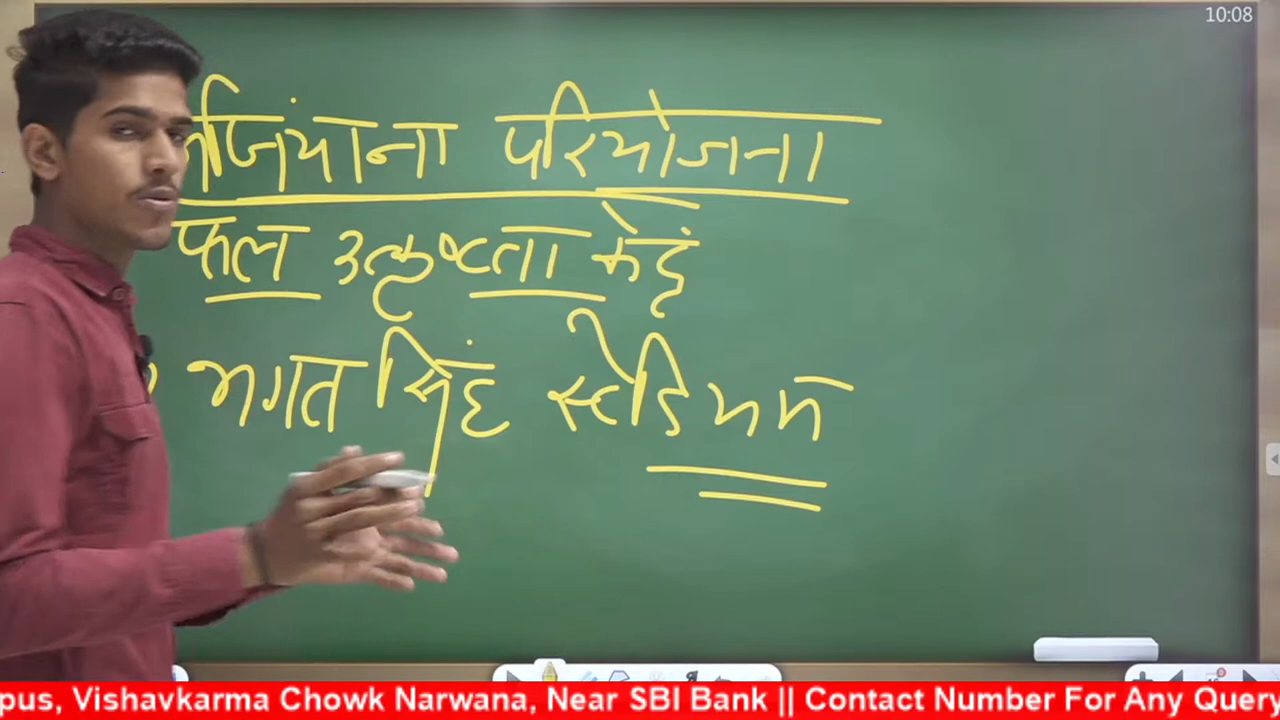 10:08
परियोजना
फल उत्कृष्टता केंद्र
भगत सिंह स्टेडियम
pus, Vishavkarma Chowk Narwana, Near SBI Bank || Contact Number For Any Query